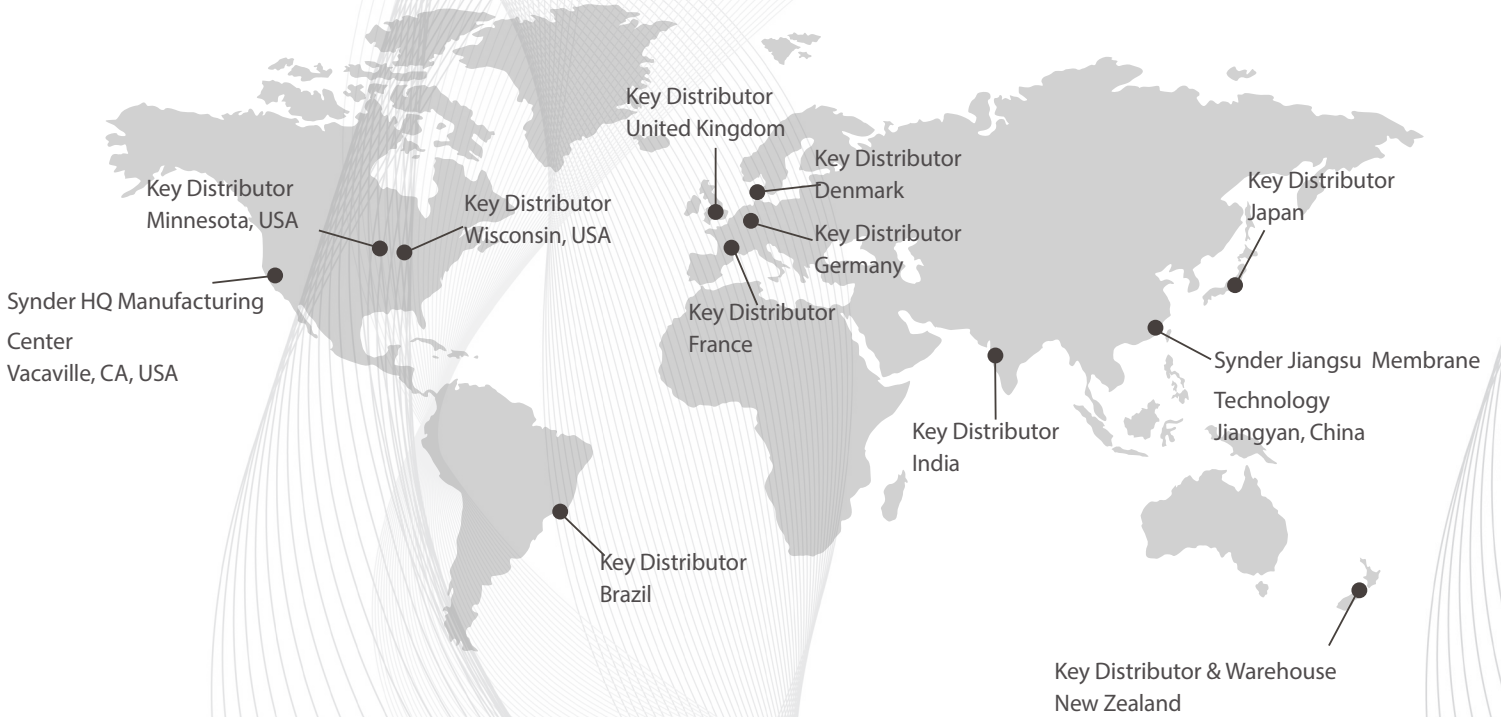 Key Distributor
United Kingdom
Key Distributor
Denmark
Key Distributor
Minnesota, USA
Key Distributor
Wisconsin, USA
Key Distributor
Japan
Key Distributor
Germany
Synder HQ Manufacturing
Center
Vacaville, CA, USA
Key Distributor
France
Synder Jiangsu  Membrane
Technology
Jiangyan, China
Key Distributor
India
Key Distributor
Brazil
Key Distributor & Warehouse
New Zealand